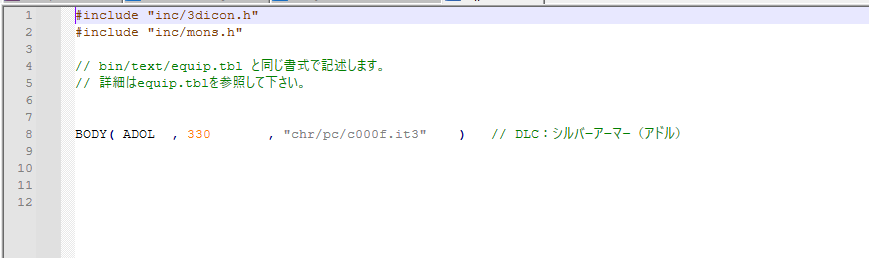 1 #include "inc/3dicon.h"
2 #include "inc/mons.h"
3
4 // bin/text/equip.tbl と同じ書式で記述します。
5 // 詳細はequip.tblを参照して下さい。
6
7
8 BODY( ADOL , 330 , "chr/pc/c000f.it3" ) // DLC：シルバーアーマー（アドル）
9
10
11
12